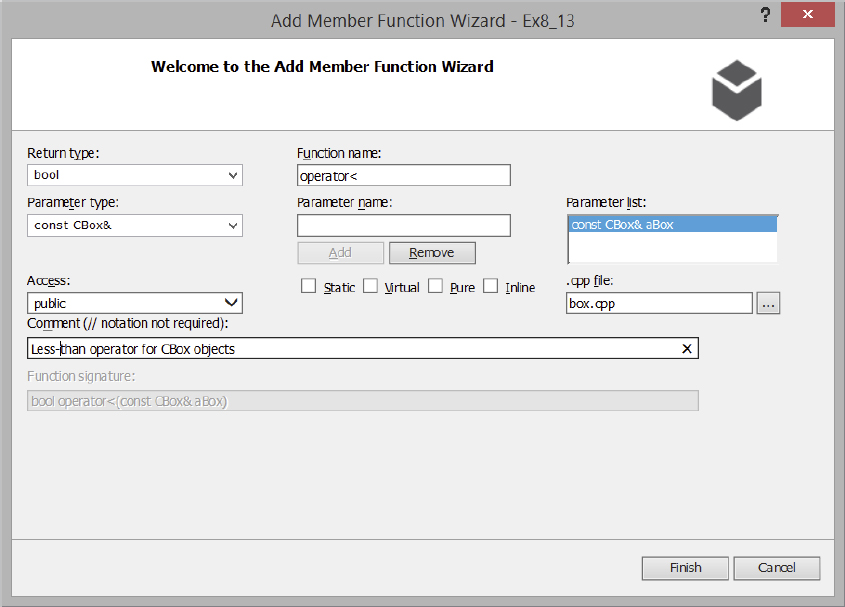 Add Member Function Wizard - Ex8_13
?
Welcome to the Add Member Function Wizard
Return type:
Function name:
bool
operator<
Parameter type:
Parameter name:
Parameter list:
const CBox&
const CBox& aBox
Add
Remove
Access:
Static
Virtual
Pure
Inline
.cpp file:
public
box.cpp
...
Comment (// notation not required):
Less-than operator for CBox objects
Function signature:
bool operator<(const CBox& aBox)
Finish
Cancel